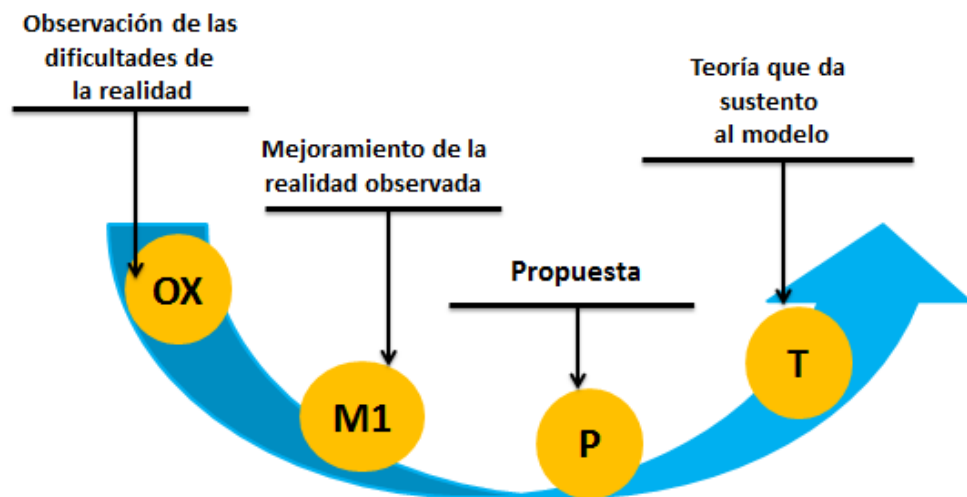 Observación de las
dificultades de
la realidad
Mejoramiento de la
realidad observada
Propuesta
Teoría que da
sustento
al modelo
OX
M1
P
T